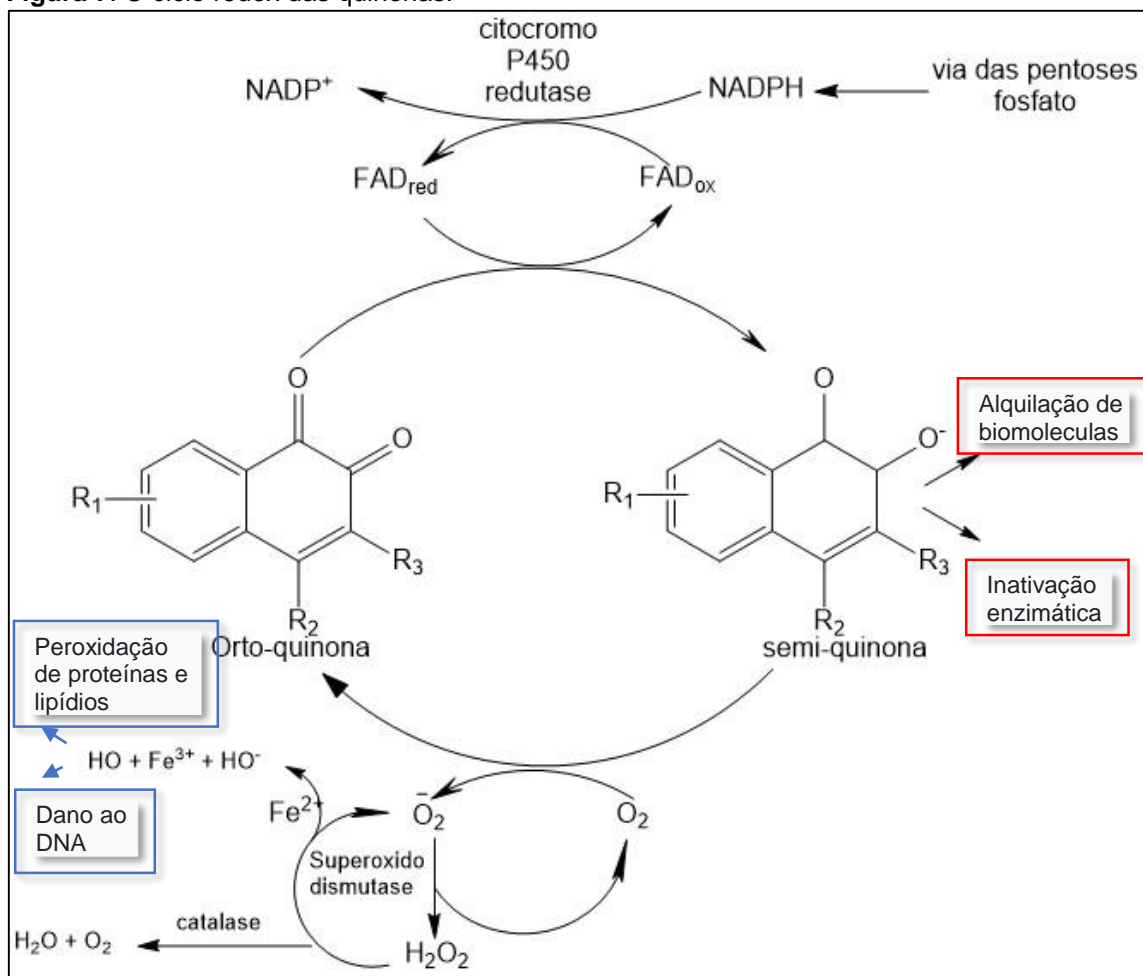 citocromo
P450
redutase
NADP⁺
NADPH
via das pentoses
fosfato
FAD_red
FAD_ox
O
O
R₁
R₃
R₂
Orto-quinona
O
O⁻
R₁
R₃
R₂
semi-quinona
Alquilação de
biomoleculas
Inativação
enzimática
Peroxidação
de proteínas e
lipídios
HO + Fe³⁺ + HO⁻
Dano ao
DNA
Fe²⁺
O₂⁻
O₂
Superoxido
dismutase
catalase
H₂O + O₂
H₂O₂